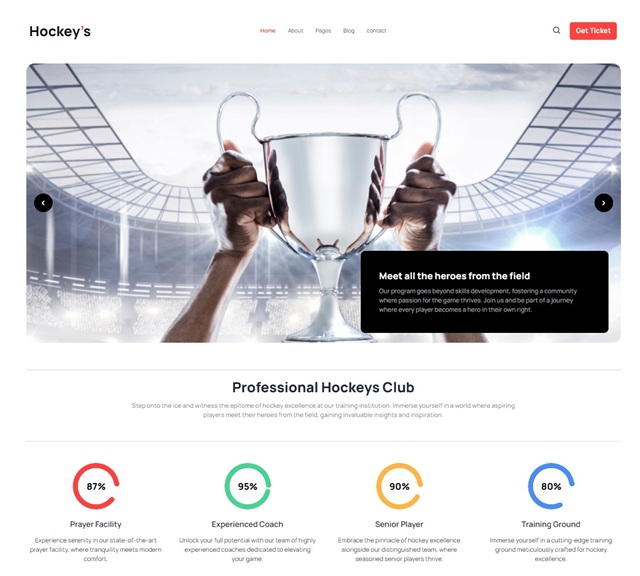 Hockey's
Home About Pages Blog contact
Get Ticket
Meet all the heroes from the field
Our program goes beyond skills development, fostering a community
where passion for the game thrives. Join us and be part of a journey
where every player becomes a hero in their own right.
Professional Hockeys Club
Step onto the ice and witness the epitome of hockey excellence at our training institution. Immerse yourself in a world where aspiring
players meet their heroes from the field, gaining invaluable insights and inspiration.
87%
Prayer Facility
Experience serenity in our state-of-the-art
prayer facility, where tranquility meets modern
comfort.
95%
Experienced Coach
Unlock your full potential with our team of highly
experienced coaches dedicated to elevating
your game.
90%
Senior Player
Embrace the pinnacle of hockey excellence
alongside our distinguished team, where
seasoned senior players thrive.
80%
Training Ground
Immerse yourself in a cutting-edge training
ground meticulously crafted for hockey
excellence.